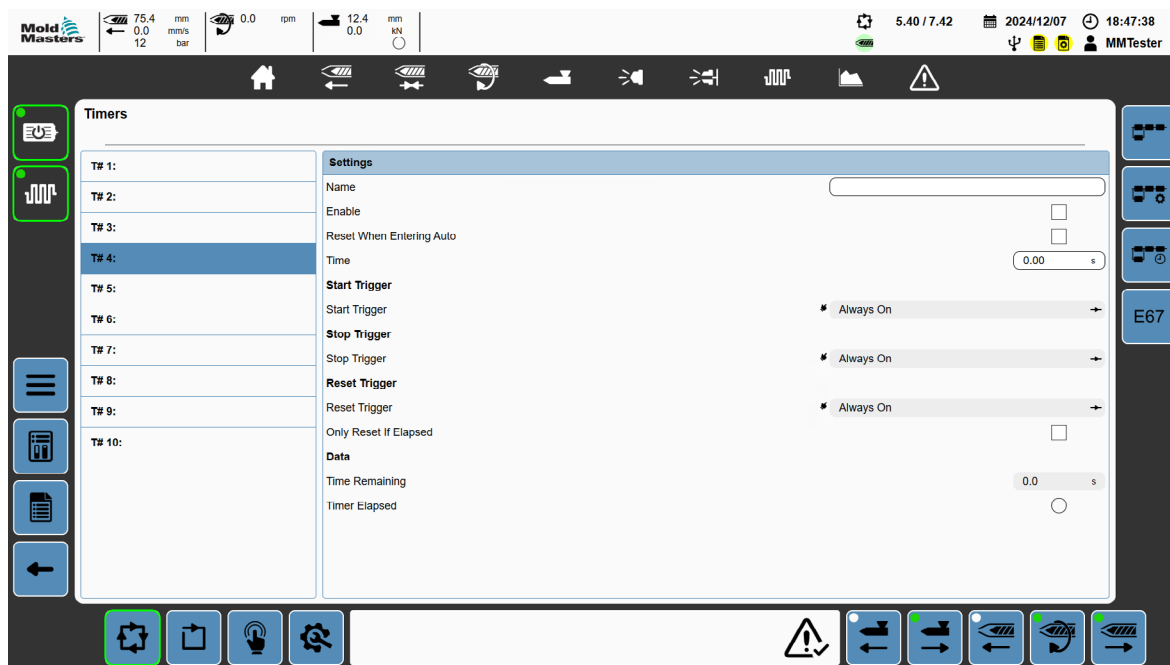 Mold
Masters
75.4 mm
0.0 mm/s
12 bar
0.0 rpm
12.4 mm
0.0 kN
5.40 / 7.42
2024/12/07
18:47:38
MMTester
Timers
T# 1:
T# 2:
T# 3:
T# 4:
T# 5:
T# 6:
T# 7:
T# 8:
T# 9:
T# 10:
Settings
Name
Enable
Reset When Entering Auto
Time 0.00 s
Start Trigger
Start Trigger Always On
Stop Trigger
Stop Trigger Always On
Reset Trigger
Reset Trigger Always On
Only Reset If Elapsed
Data
Time Remaining 0.0 s
Timer Elapsed
E67